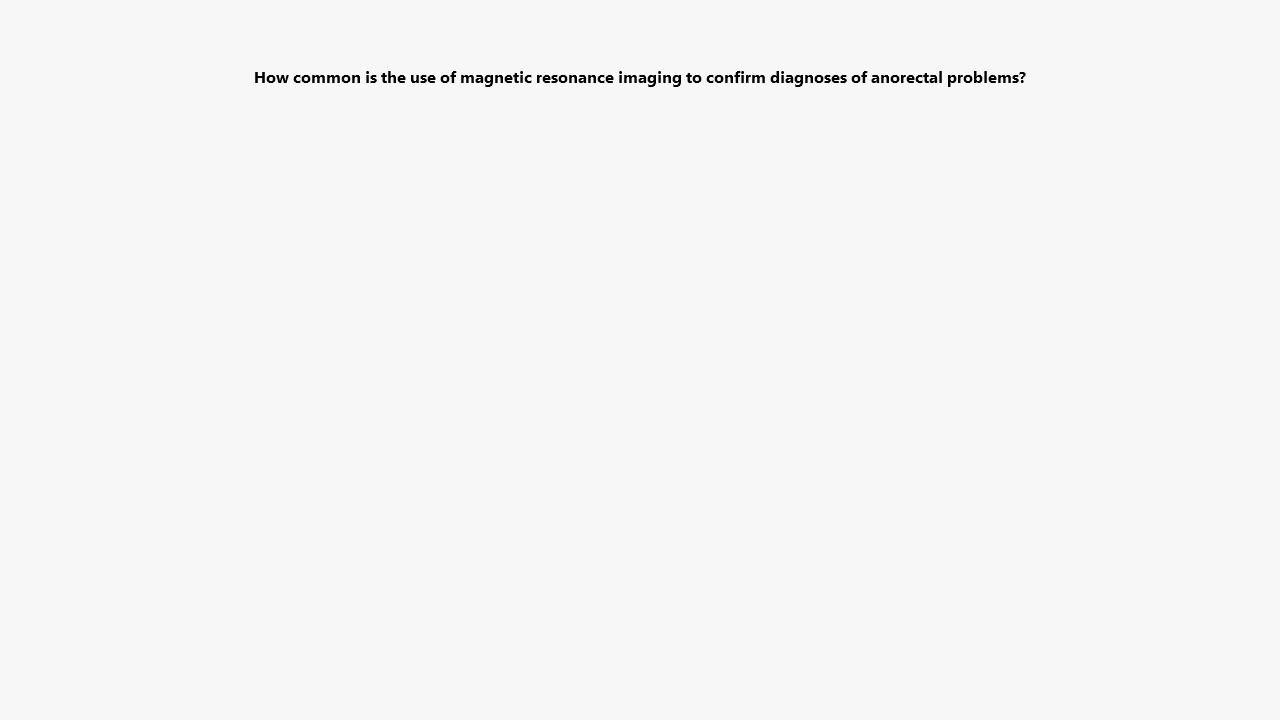 How common is the use of magnetic resonance imaging to confirm diagnoses of anorectal problems?